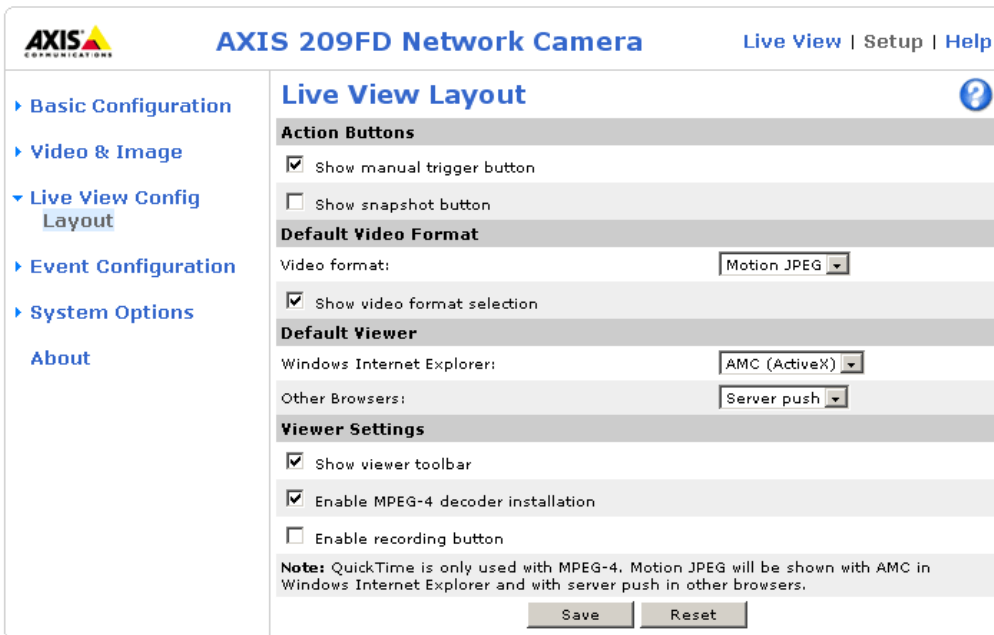 AXIS
COMMUNICATIONS
AXIS 209FD Network Camera
Live View | Setup | Help
Basic Configuration
Video & Image
Live View Config
Layout
Event Configuration
System Options
About
Live View Layout
?
Action Buttons
Show manual trigger button
Show snapshot button
Default Video Format
Video format: Motion JPEG
Show video format selection
Default Viewer
Windows Internet Explorer: AMC (ActiveX)
Other Browsers: Server push
Viewer Settings
Show viewer toolbar
Enable MPEG-4 decoder installation
Enable recording button
Note: QuickTime is only used with MPEG-4. Motion JPEG will be shown with AMC in
Windows Internet Explorer and with server push in other browsers.
Save Reset